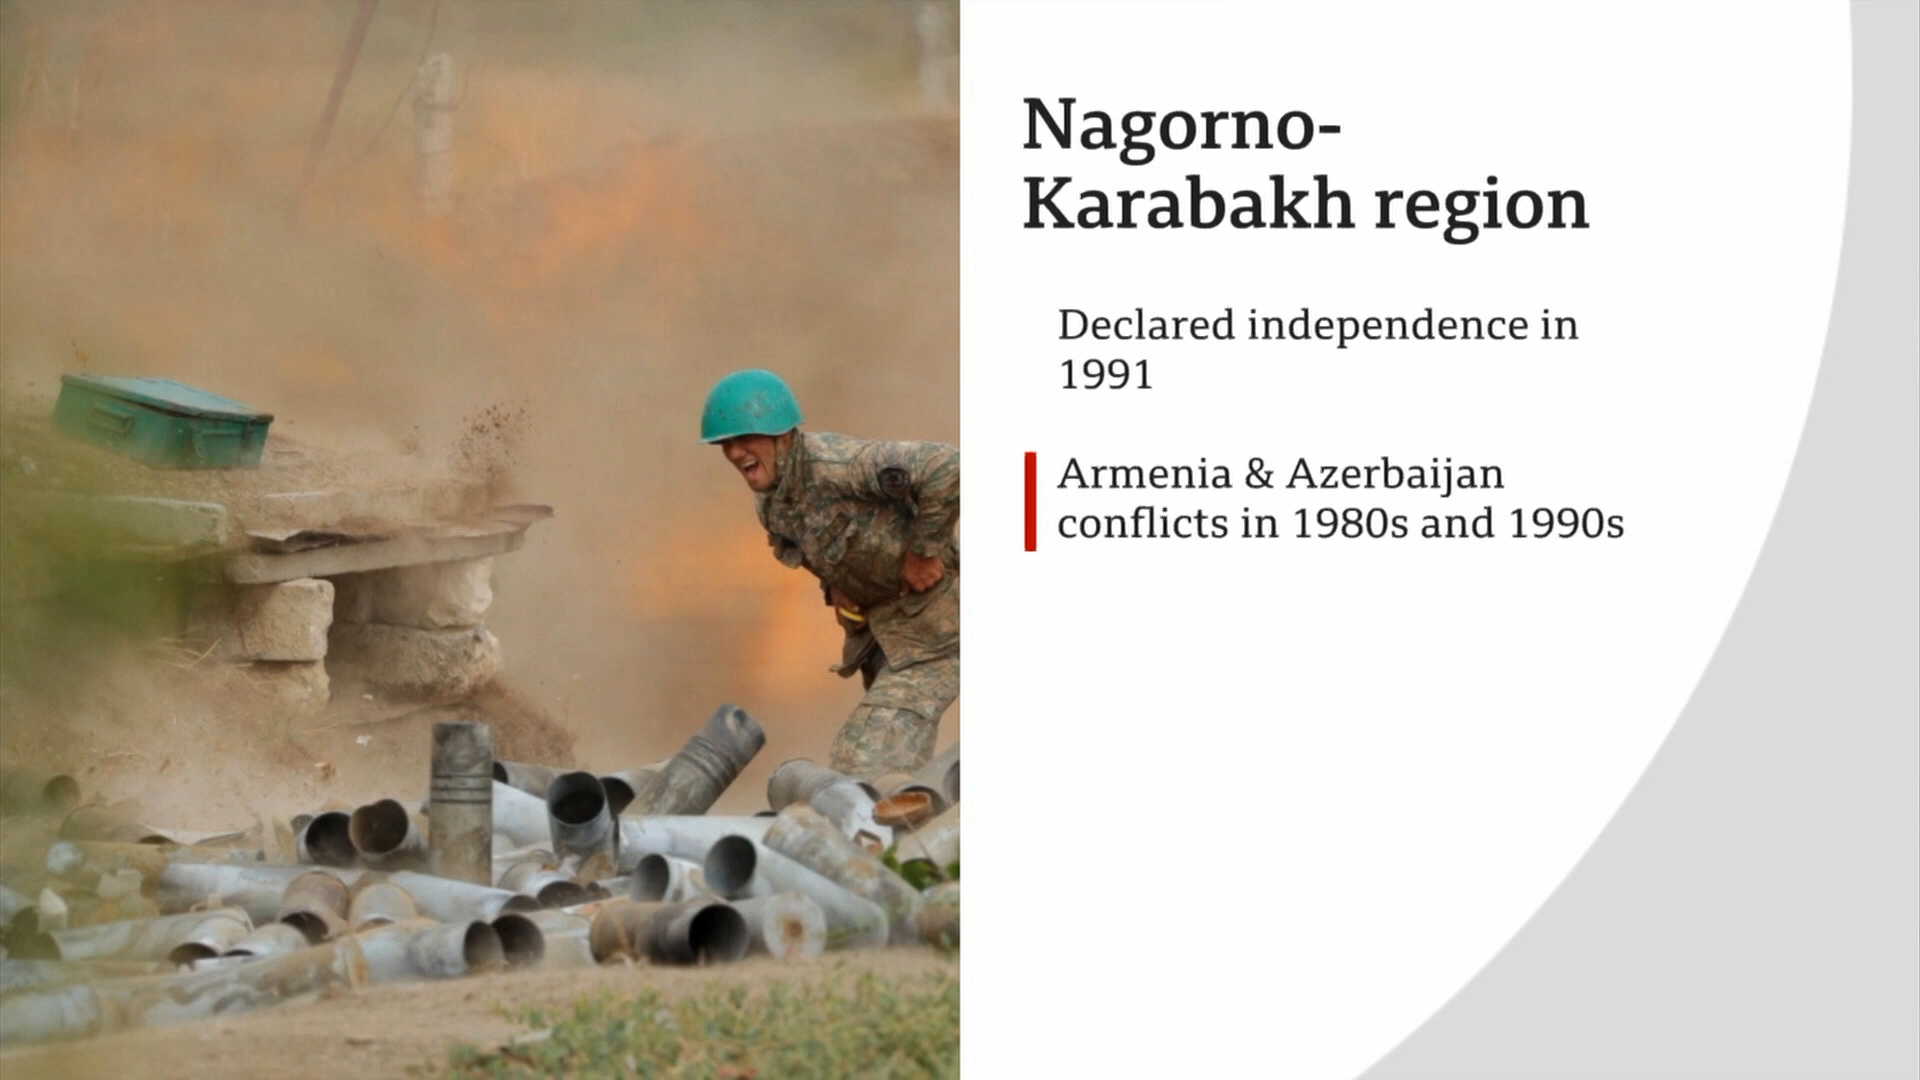 Nagorno-
Karabakh region
Declared independence in
1991
Armenia & Azerbaijan
conflicts in 1980s and 1990s